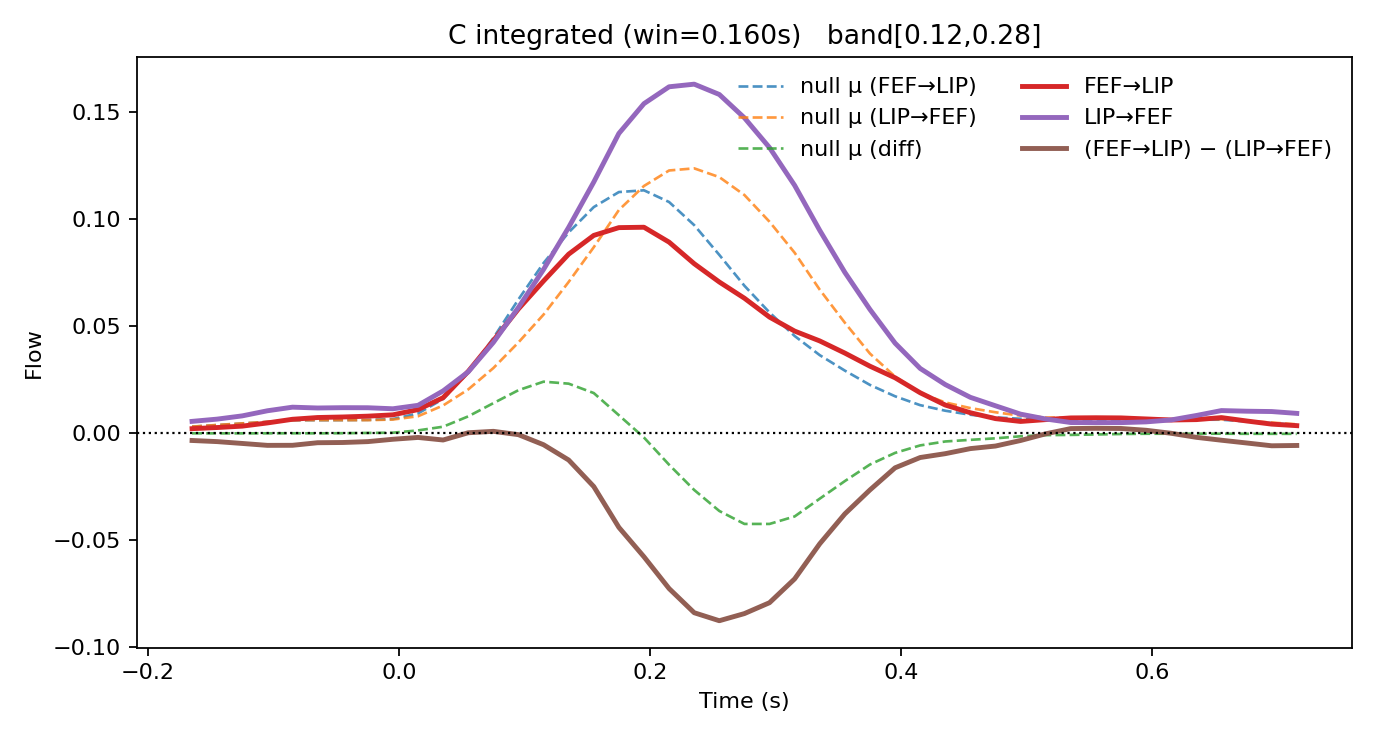 C integrated (win=0.160s)   band[0.12,0.28]
null μ (FEF→LIP)
null μ (LIP→FEF)
null μ (diff)
FEF→LIP
LIP→FEF
(FEF→LIP) − (LIP→FEF)
Flow
0.15
0.10
0.05
0.00
−0.05
−0.10
−0.2
0.0
0.2
0.4
0.6
Time (s)